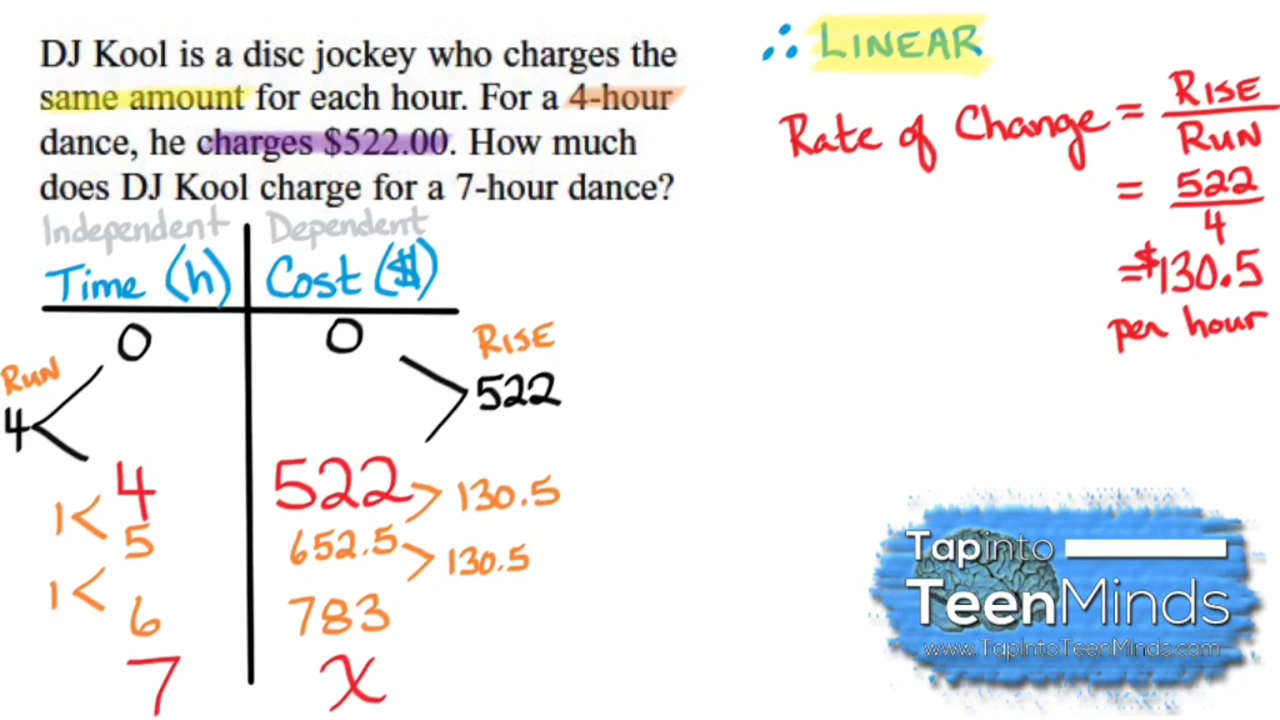 DJ Kool is a disc jockey who charges the
same amount for each hour. For a 4-hour
dance, he charges $522.00. How much
does DJ Kool charge for a 7-hour dance?
Independent Dependent
Time (h) Cost ($)
0 0
RUN
4
RISE
522
4 522
1 < > 130.5
5 652.5
1 < > 130.5
6 783
7 x
∴ LINEAR
Rate of Change = RISE
RUN
= 522
4
= $130.5
per hour
Tapinto
TeenMinds
www.TapIntoTeenMinds.com